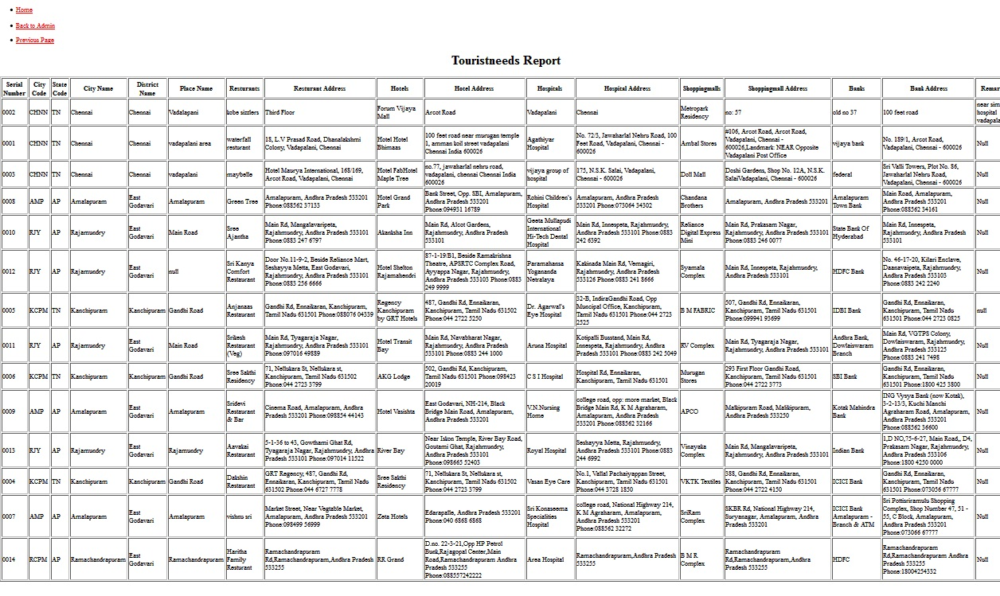 Home
Back to Admin
Previous Page
Touristneeds Report
Serial
Number
City
Code
State
Code
City Name
District
Name
Place Name
Resturants
Resturant Address
Hotels
Hotel Address
Hospitals
Hospital Address
Shoppingmalls
Shoppingmall Address
Banks
Bank Address
Remar
0002
CHNN
TN
Chennai
Chennai
Vadalapani
kobe sizzlers
Third Floor
Forum Vijaya
Mall
Arcot Road
Vadapalani
Chennai
Metropark
Residency
no: 57
old no 37
100 feet road
near sim
hospital
vadapala
0001
CHNN
TN
Chennai
Chennai
vadapalani area
waterfall
resturant
18, L.V Prasad Road, Dhanalakshmi
Colony, Vadapalani, Chennai
Hotel Hotel
Bhimaas
100 feet road near murugan temple
1, amman koil street vadapalani
Chennai India 600026
Agathiyar
Hospital
No. 72/3, Jawaharlal Nehru Road, 100
Feet Road, Vadapalani, Chennai -
600026
Ambal Stores
#106, Arcot Road, Arcot Road,
Vadapalani, Chennai -
600026,Landmark: NEAR Opposite
Vadapalani Post Office
vijaya bank
No. 189/1, Arcot Road,
Vadapalani, Chennai - 600026
Null
0003
CHNN
TN
Chennai
Chennai
vadapalani
maybelle
Hotel Maurya International, 168/169,
Arcot Road, Vadapalani, Chennai
Hotel FabHotel
Maple Tree
no.77, jawaharlal nehru road,
vadapalani, chennai Chennai India
600026
vijaya group of
hospital
175, N.S.K. Salai, Vadapalani,
Chennai - 600026
Doll Mall
Doshi Gardens, Shop No. 12A, N.S.K.
SalaiVadapalani, Chennai - 600026
federal
Sri Valli Towers, Plot No. 86,
Jawaharlal Nehru Road,
Vadapalani, Chennai - 600026
Null
0008
AMP
AP
Amalapuram
East
Godavari
Amalapuram
Green Tree
Amalapuram, Andhra Pradesh 533201
Phone:088562 37133
Hotel Grand
Park
Bank Street, Opp. SBI, Amalapuram,
Andhra Pradesh 533201
Phone:094931 16789
Rohini Children's
Hospital
Amalapuram, Andhra Pradesh
533201 Phone:073064 34302
Chandana
Brothers
Amalapuram, Andhra Pradesh 533201
Amalapuram
Town Bank
Main Road, Amalapuram,
Andhra Pradesh 533201
Phone:088562 34161
Null
0010
RJY
AP
Rajamundry
East
Godavari
Main Road
Sree
Ajantha
Main Rd, Mangalavaripeta,
Rajahmundry, Andhra Pradesh 533101
Phone:0883 247 6797
Akanksha Inn
Main Rd, Alcot Gardens,
Rajahmundry, Andhra Pradesh
533101
Geeta Mullapudi
International
Hi-Tech Dental
Hospital
Main Rd, Innespeta, Rajahmundry,
Andhra Pradesh 533101 Phone:0883
242 6392
Reliance
Digital Express
Mini
Main Rd, Prakasam Nagar,
Rajahmundry, Andhra Pradesh 533101
Phone:0883 246 0077
State Bank Of
Hyderabad
Main Rd, Innespeta,
Rajahmundry, Andhra Pradesh
533101
Null
0012
RJY
AP
Rajamundry
East
Godavari
null
Sri Kanya
Comfort
Restaurant
Door No.11-9-2, Beside Reliance Mart,
Seshayya Metta, East Godavari,
Rajahmundry, Andhra Pradesh 533101
Phone:0883 256 6666
Hotel Shelton
Rajamahendri
87-1-19/B1, Beside Ramakrishna
Theatre, APSRTC Complex Road,
Ayyappa Nagar, Rajahmundry,
Andhra Pradesh 533103 Phone:0883
249 9999
Paramahansa
Yogananda
Netralaya
Kakinada Main Rd, Vemagiri,
Rajahmundry, Andhra Pradesh
533126 Phone:0883 241 8666
Syamala
Complex
Main Rd, Innespeta, Rajahmundry,
Andhra Pradesh 533101
HDFC Bank
No. 46-17-20, Kilari Enclave,
Daanavaipeta, Rajahmundry,
Andhra Pradesh 533103
Phone:0883 242 2240
Null
0005
KCPM
TN
Kanchipuram
Kanchipuram
Gandhi Road
Anjanaas
Restaurant
Gandhi Rd, Ennaikaran, Kanchipuram,
Tamil Nadu 631501 Phone:088076 04339
Regency
Kanchipuram
by GRT Hotels
487, Gandhi Rd, Ennaikaran,
Kanchipuram, Tamil Nadu 631502
Phone:044 2722 5250
Dr. Agarwal's
Eye Hospital
32-B, IndiraGandhi Road, Opp
Muncipal Office, Kanchipuram,
Tamil Nadu 631501 Phone:044 2723
2525
B M FABRIC
507, Gandhi Rd, Ennaikaran,
Kanchipuram, Tamil Nadu 631501
Phone:099941 93699
IDBI Bank
Gandhi Rd, Ennaikaran,
Kanchipuram, Tamil Nadu
631501 Phone:044 2723 0825
null
0011
RJY
AP
Rajamundry
East
Godavari
Main Road
Srikesh
Restaurant
(Veg)
Main Rd, Tyagaraja Nagar,
Rajahmundry, Andhra Pradesh 533101
Phone:097016 49889
Hotel Transit
Bay
Main Rd, Navabharat Nagar,
Rajahmundry, Andhra Pradesh
533101 Phone:0883 244 1000
Aruna Hospital
Kotipalli Busstand, Main Rd,
Innespeta, Rajahmundry, Andhra
Pradesh 533101 Phone:0883 242 5049
RV Complex
Main Rd, Tyagaraja Nagar,
Rajahmundry, Andhra Pradesh 533101
Andhra Bank,
Dowlaiswaram
Branch
Main Rd, VGTPS Colony,
Dowlaiswaram, Rajahmundry,
Andhra Pradesh 533125
Phone:0883 241 7498
Null
0006
KCPM
TN
Kanchipuram
Kanchipuram
Gandhi Road
Sree Sakthi
Residency
71, Nellukara St, Nellukara st,
Kanchipuram, Tamil Nadu 631502
Phone:044 2723 3799
AKG Lodge
502, Gandhi Rd, Kanchipuram,
Tamil Nadu 631501 Phone:098423
20019
C S I Hospital
Hospital Rd, Ennaikaran,
Kanchipuram, Tamil Nadu 631501
Murugan
Stores
293 First Floor Gandhi Road,
Kanchipuram, Tamil Nadu 631501
Phone:044 2722 3773
SBI Bank
Gandhi Rd, Ennaikaran,
Kanchipuram, Tamil Nadu
631501 Phone:1800 425 3800
Null
0009
AMP
AP
Amalapuram
East
Godavari
Amalapuram
Sridevi
Restaurant
& Bar
Cinema Road, Amalapuram, Andhra
Pradesh 533201 Phone:098854 44143
Hotel Vasishta
East Godavari, NH-214, Black
Bridge Main Road, Amalapuram,
Andhra Pradesh 533201
V.N.Nursing
Home
college road, opp: more market, Black
Bridge Main Rd, K M Agraharam,
Amalapuram, Andhra Pradesh
533201 Phone:088562 32166
APCO
Malkipuram Road, Malikipuram,
Andhra Pradesh 533250
Kotak Mahindra
Bank
ING Vysya Bank (now Kotak),
3-2-13/3, Kuchi Manchi
Agraharam Road, Amalapuram,
Andhra Pradesh 533201
Phone:088562 36600
Null
0013
RJY
AP
Rajamundry
East
Godavari
Rajamundry
Aavakai
Restaurant
5-1-36 to 43, Gowthami Ghat Rd,
Tyagaraja Nagar, Rajahmundry, Andhra
Pradesh 533101 Phone:097014 11522
River Bay
Near Iskon Temple, River Bay Road,
Goutami Ghat, Rajahmundry,
Andhra Pradesh 533101
Phone:098665 52403
Royal Hospital
Seshayya Metta, Rajahmundry,
Andhra Pradesh 533101 Phone:0883
244 6992
Vinayaka
Complex
Main Rd, Mangalavaripeta,
Rajahmundry, Andhra Pradesh 533101
Indian Bank
1,D NO,75-6-27, Main Road,, D4,
Prakasam Nagar, Rajahmundry,
Andhra Pradesh 533106
Phone:1800 4250 0000
Null
0004
KCPM
TN
Kanchipuram
Kanchipuram
Gandhi Road
Dakshin
Restaurant
GRT Regency, 487, Gandhi Rd,
Ennaikaran, Kanchipuram, Tamil Nadu
631502 Phone:044 6727 7778
Sree Sakthi
Residency
71, Nellukara St, Nellukara st,
Kanchipuram, Tamil Nadu 631502
Phone:044 2723 3799
Vasan Eye Care
No.1, Vallal Pachaiyappan Street,
Kanchipuram, Tamil Nadu 631501
Phone:044 3728 1850
VKTK Textiles
388, Gandhi Rd, Ennaikaran,
Kanchipuram, Tamil Nadu 631501
Phone:044 2722 4150
ICICI Bank
Gandhi Rd, Ennaikaran,
Kanchipuram, Tamil Nadu
631501 Phone:073056 67777
Null
0007
AMP
AP
Amalapuram
East
Godavari
Amalapuram
vishnu sri
Market Street, Near Vegtable Market,
Amalapuram, Andhra Pradesh 533201
Phone:098499 56999
Zeta Hotels
Edarapalle, Andhra Pradesh 533201
Phone:040 6868 6868
Sri Konaseema
Specialities
Hospital
college road, National Highway 214,
K M Agraharam, Amalapuram,
Andhra Pradesh 533201
Phone:088562 32272
SriRam
Complex
SKBR Rd, National Highway 214,
Suryanagar, Amalapuram, Andhra
Pradesh 533201
ICICI Bank
Amalapuram -
Branch & ATM
Sri Pottisriramulu Shopping
Complex, Shop Number 47, 51 -
55, C Block, Amalapuram,
Andhra Pradesh 533201
Phone:073066 67777
Null
0014
RCPM
AP
Ramachandrapuram
East
Godavari
Ramachandrapuram
Haritha
Family
Resturant
Ramachandrapuram
Rd,Ramachandrapuram,Andhra Pradesh
533255
RR Grand
D.no. 22-3-21,Opp HP Petrol
Bunk,Rajagopal Center,Main
Road,Ramachandrapuram Andhra
Pradesh 533255
Phone:088557242222
Area Hospital
Ramachandrapuram,Andhra Pradesh
533255
B M R
Complex
Ramachandrapuram
Rd,Ramachandrapuram,Andhra
Pradesh 533255
HDFC
Ramachandrapuram
Rd,Ramachandrapuram Andhra
Pradesh 533255
Phone:18004254332
Null